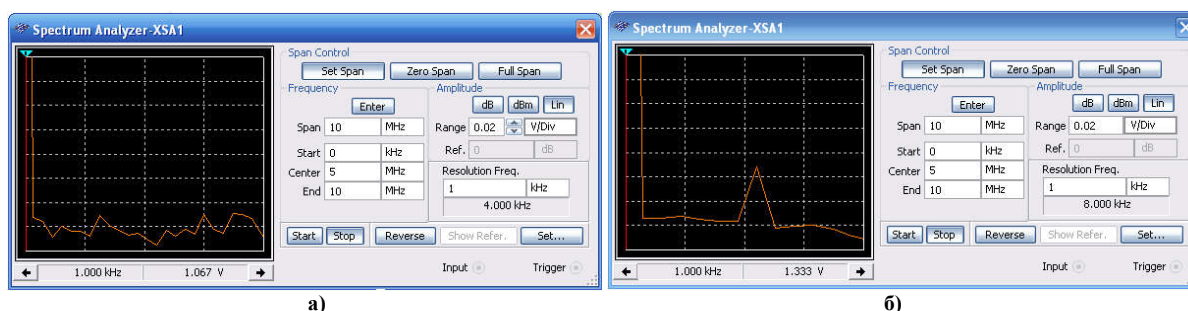 Spectrum Analyzer-XSA1
Span Control
Set Span Zero Span Full Span
Frequency
Enter
Span 10 MHz
Start 0 kHz
Center 5 MHz
End 10 MHz
Amplitude
dB dBm Lin
Range 0.02 V/Div
Ref. 0 dB
Resolution Freq.
1 kHz
4.000 kHz
Start Stop Reverse Show Refer. Set...
1.000 kHz 1.067 V
Input Trigger
а)
Spectrum Analyzer-XSA1
Span Control
Set Span Zero Span Full Span
Frequency
Enter
Span 10 MHz
Start 0 kHz
Center 5 MHz
End 10 MHz
Amplitude
dB dBm Lin
Range 0.02 V/Div
Ref. 0 dB
Resolution Freq.
1 kHz
8.000 kHz
Start Stop Reverse Show Refer. Set...
1.000 kHz 1.333 V
Input Trigger
б)